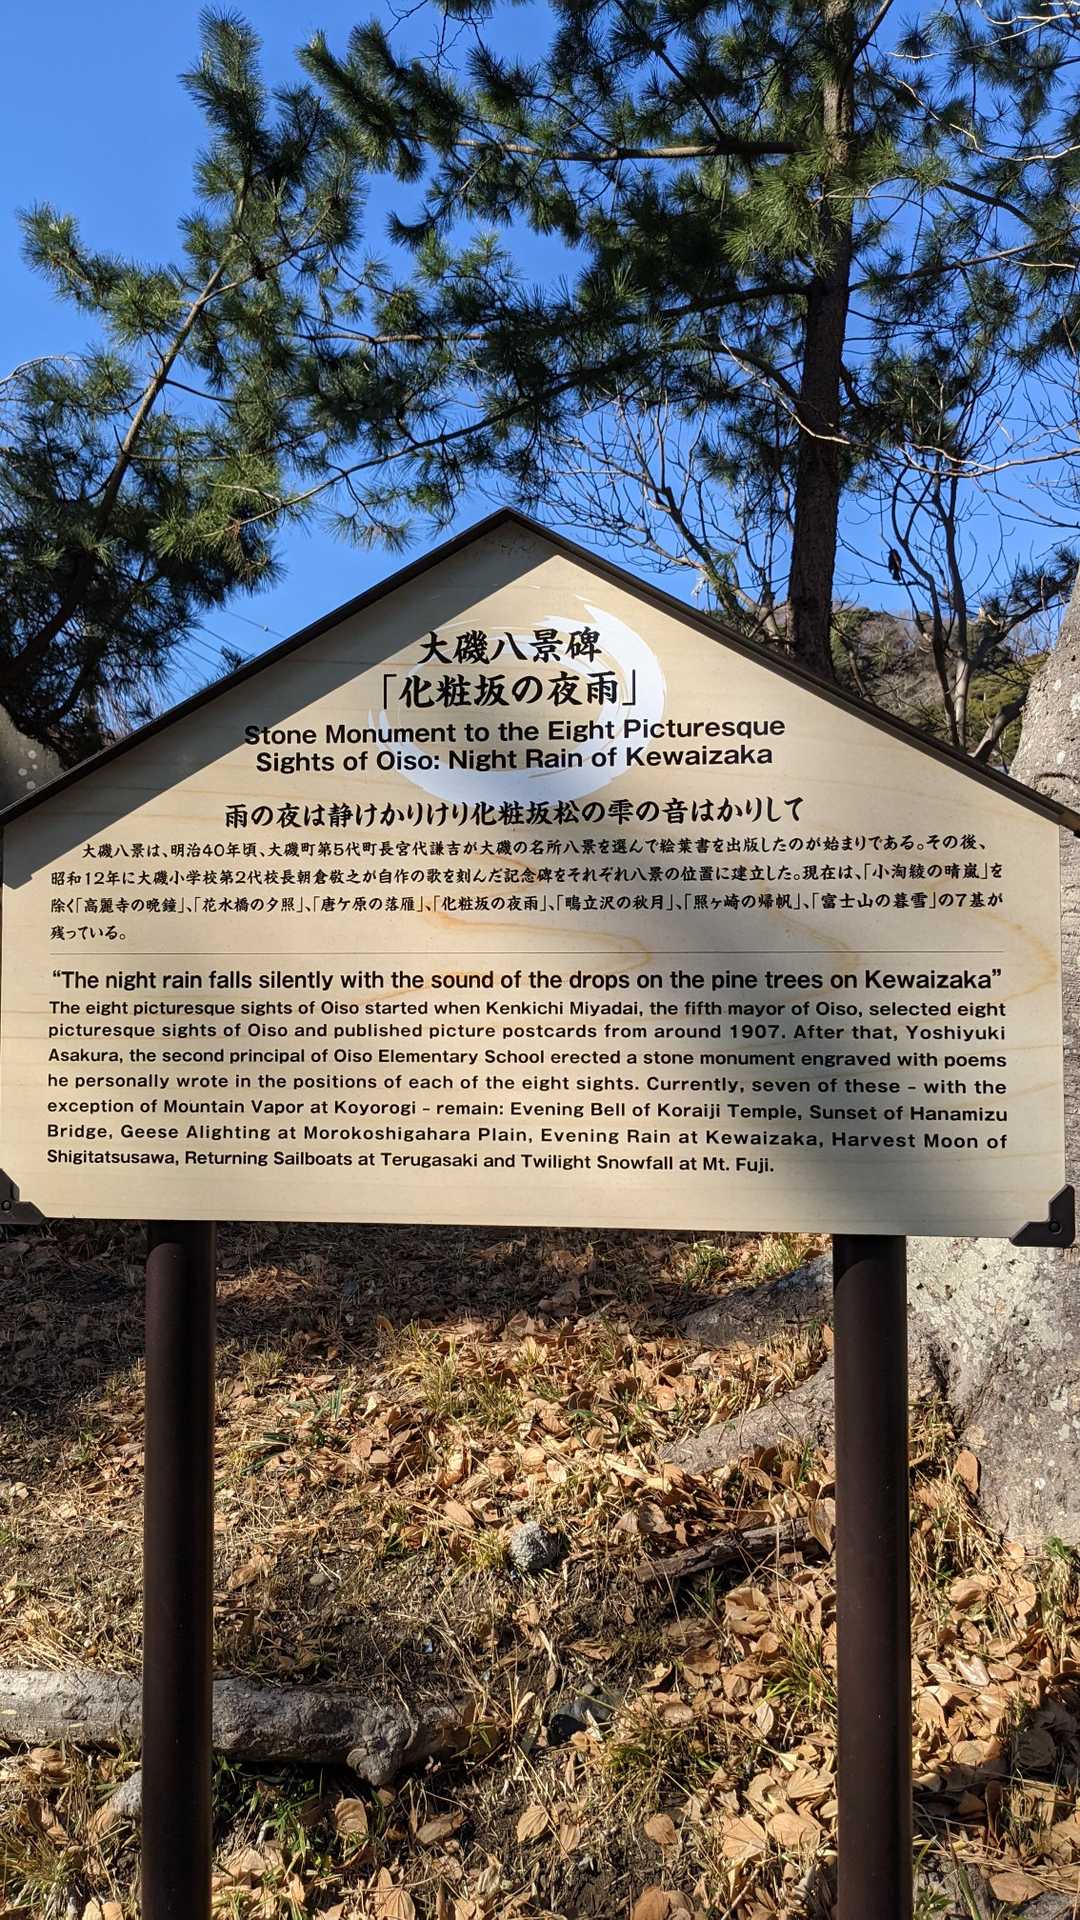 大磯八景碑
「化粧坂の夜雨」
Stone Monument to the Eight Picturesque
Sights of Oiso: Night Rain of Kewaizaka
雨の夜は静けかりけり化粧坂松の雫の音はかりして
大磯八景は、明治40年頃、大磯町第5代町長宮代謙吉が大磯の名所八景を選んで絵葉書を出版したのが始まりである。その後、
昭和12年に大磯小学校第2代校長朝倉敬之が自作の歌を刻んだ記念碑をそれぞれ八景の位置に建立した。現在は、「小淘綾の晴嵐」を
除く「高麗寺の晩鐘」、「花水橋の夕照」、「唐ケ原の落雁」、「化粧坂の夜雨」、「鴫立沢の秋月」、「照ヶ崎の帰帆」、「富士山の暮雪」の7基が
残っている。
“The night rain falls silently with the sound of the drops on the pine trees on Kewaizaka”
The eight picturesque sights of Oiso started when Kenkichi Miyadai, the fifth mayor of Oiso, selected eight
picturesque sights of Oiso and published picture postcards from around 1907. After that, Yoshiyuki
Asakura, the second principal of Oiso Elementary School erected a stone monument engraved with poems
he personally wrote in the positions of each of the eight sights. Currently, seven of these – with the
exception of Mountain Vapor at Koyorogi – remain: Evening Bell of Koraiji Temple, Sunset of Hanamizu
Bridge, Geese Alighting at Morokoshigahara Plain, Evening Rain at Kewaizaka, Harvest Moon of
Shigitatsusawa, Returning Sailboats at Terugasaki and Twilight Snowfall at Mt. Fuji.